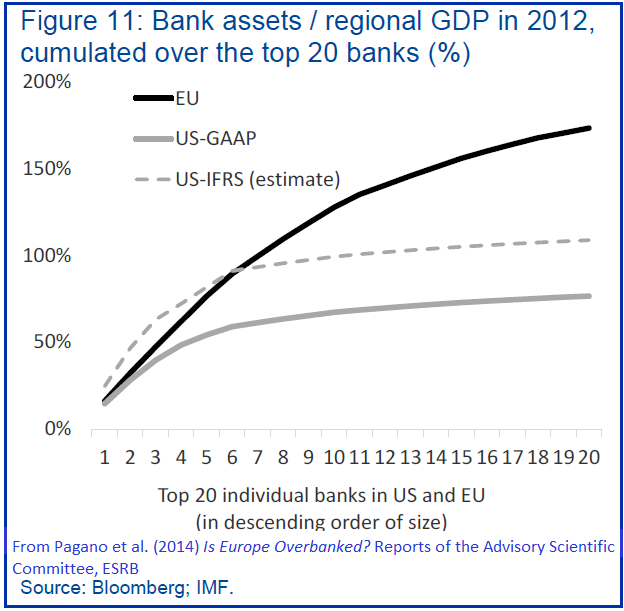 Figure 11: Bank assets / regional GDP in 2012,
cumulated over the top 20 banks (%)
200%
EU
US-GAAP
150%
US-IFRS (estimate)
100%
50%
0%
1 2 3 4 5 6 7 8 9 10 11 12 13 14 15 16 17 18 19 20
Top 20 individual banks in US and EU
(in descending order of size)
From Pagano et al. (2014) Is Europe Overbanked? Reports of the Advisory Scientific
Committee, ESRB
Source: Bloomberg; IMF.